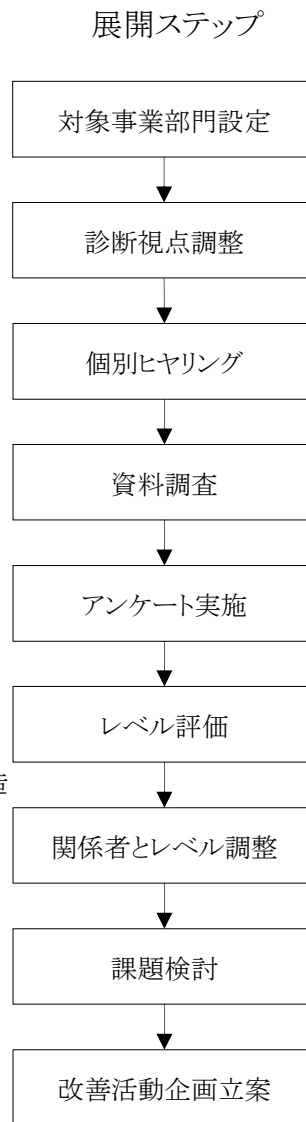 展開ステップ
対象事業部門設定
診断視点調整
個別ヒヤリング
資料調査
アンケート実施
レベル評価
関係者とレベル調整
課題検討
改善活動企画立案